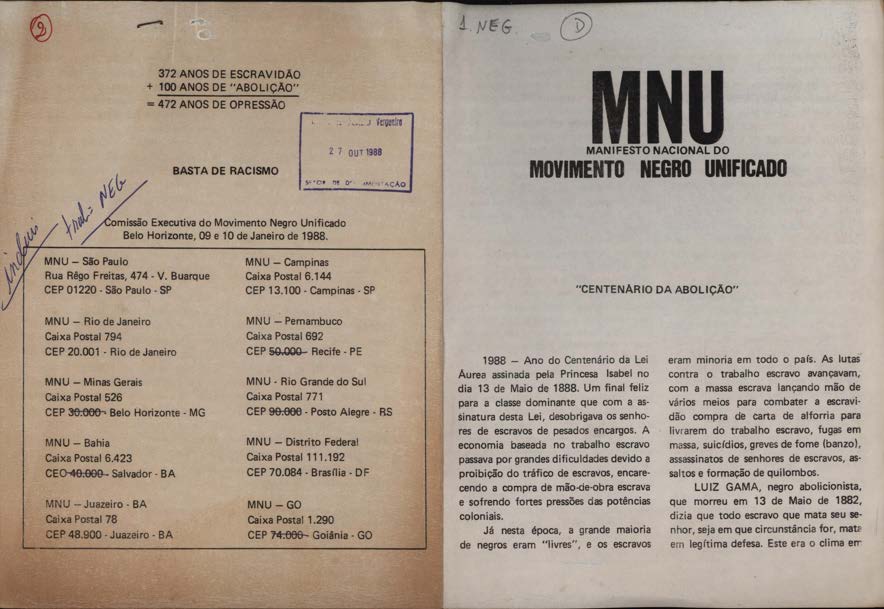 2
372 ANOS DE ESCRAVIDÃO
+ 100 ANOS DE "ABOLIÇÃO"
= 472 ANOS DE OPRESSÃO
Vergueiro
27 OUT 1988
BASTA DE RACISMO
NEG
Comissão Executiva do Movimento Negro Unificado
Belo Horizonte, 09 e 10 de Janeiro de 1988.
MNU – São Paulo
Rua Rêgo Freitas, 474 - V. Buarque
CEP 01220 - São Paulo - SP
MNU – Rio de Janeiro
Caixa Postal 794
CEP 20.001 - Rio de Janeiro
MNU – Minas Gerais
Caixa Postal 526
CEP 30.000 - Belo Horizonte - MG
MNU – Bahia
Caixa Postal 6.423
CEO 40.000 - Salvador - BA
MNU – Juazeiro - BA
Caixa Postal 78
CEP 48.900 - Juazeiro - BA
MNU – Campinas
Caixa Postal 6.144
CEP 13.100 - Campinas - SP
MNU – Pernambuco
Caixa Postal 692
CEP 50.000 - Recife - PE
MNU - Rio Grande do Sul
Caixa Postal 771
CEP 90.000 - Posto Alegre - RS
MNU – Distrito Federal
Caixa Postal 111.192
CEP 70.084 - Brasília - DF
MNU – GO
Caixa Postal 1.290
CEP 74.000 - Goiânia - GO
1. NEG. D
MNU
MANIFESTO NACIONAL DO
MOVIMENTO NEGRO UNIFICADO
"CENTENÁRIO DA ABOLIÇÃO"
1988 – Ano do Centenário da Lei
Áurea assinada pela Princesa Isabel no
dia 13 de Maio de 1888. Um final feliz
para a classe dominante que com a as-
sinatura desta Lei, desobrigava os senho-
res de escravos de pesados encargos. A
economia baseada no trabalho escravo
passava por grandes dificuldades devido a
proibição do tráfico de escravos, encare-
cendo a compra de mão-de-obra escrava
e sofrendo fortes pressões das potências
coloniais.
Já nesta época, a grande maioria
de negros eram "livres", e os escravos
eram minoria em todo o país. As lutas
contra o trabalho escravo avançavam,
com a massa escrava lançando mão de
vários meios para combater a escravi-
dão compra de carta de alforria para
livrarem do trabalho escravo, fugas em
massa, suicídios, greves de fome (banzo),
assassinatos de senhores de escravos, as-
saltos e formação de quilombos.
LUIZ GAMA, negro abolicionista,
que morreu em 13 de Maio de 1882,
dizia que todo escravo que mata seu se-
nhor, seja em que circunstância for, mata
em legítima defesa. Este era o clima em